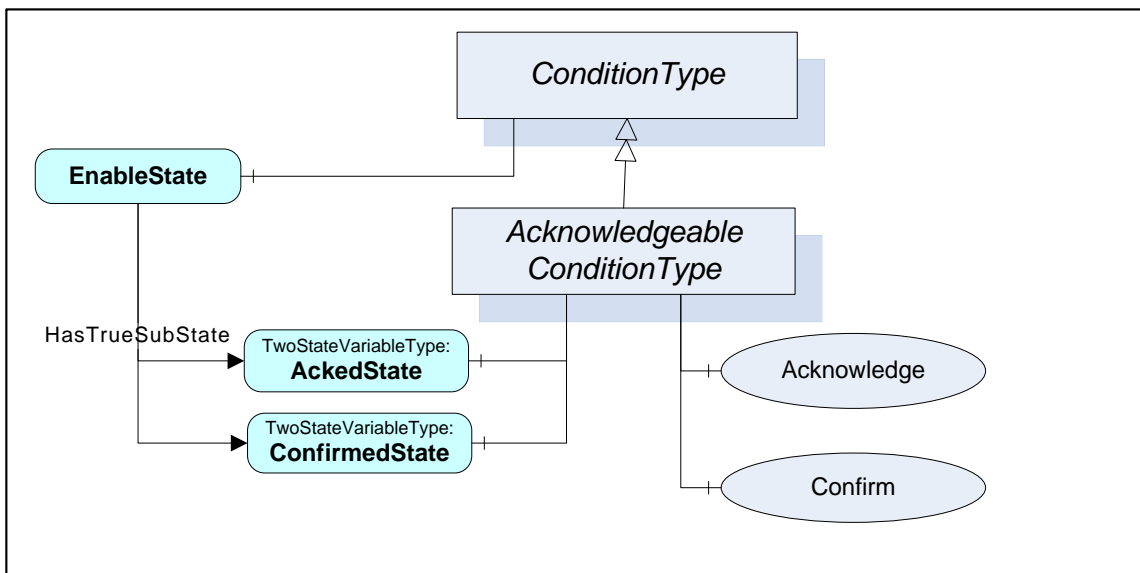 ConditionType
EnableState
Acknowledgeable
ConditionType
HasTrueSubState
TwoStateVariableType:
AckedState
Acknowledge
TwoStateVariableType:
ConfirmedState
Confirm